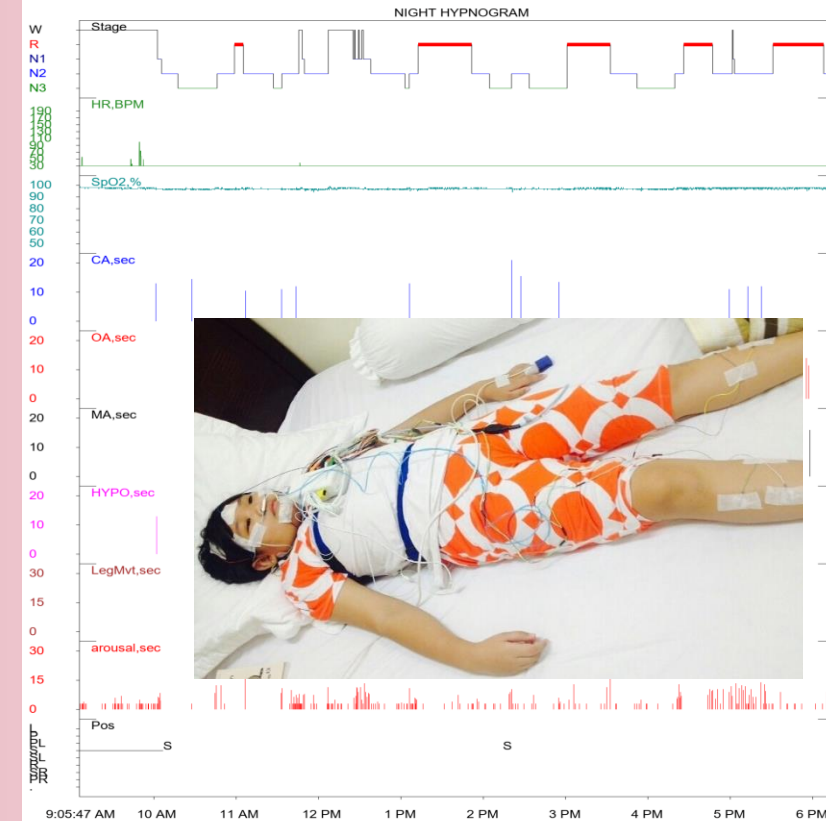 NIGHT HYPNOGRAM
Stage
W
R
N1
N2
N3
HR,BPM
190
170
150
130
110
90
70
50
30
SpO2,%
100
90
80
70
60
50
CA,sec
20
10
0
OA,sec
20
10
0
MA,sec
20
10
0
HYPO,sec
20
10
0
LegMvt,sec
30
15
0
arousal,sec
30
15
0
Pos
L
P
PL
S
SL
R
SR
PR
S
S
9:05:47 AM 10 AM 11 AM 12 PM 1 PM 2 PM 3 PM 4 PM 5 PM 6 PM